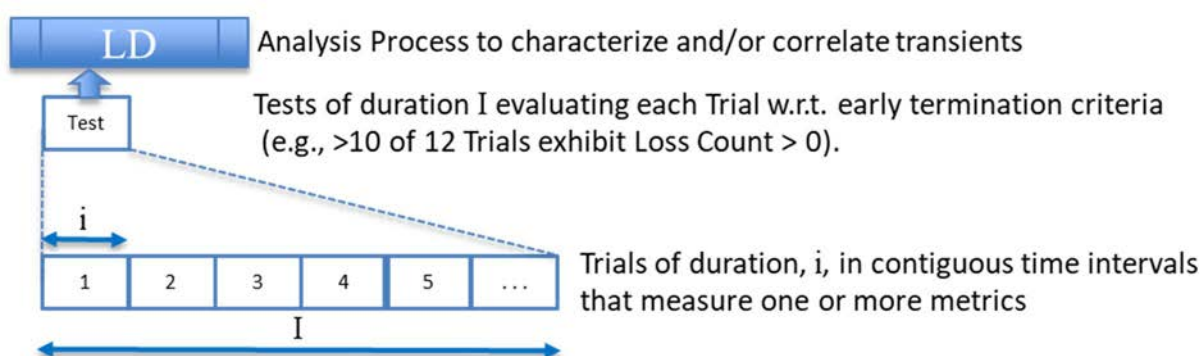 LD
Analysis Process to characterize and/or correlate transients
Test
Tests of duration I evaluating each Trial w.r.t. early termination criteria
(e.g., >10 of 12 Trials exhibit Loss Count > 0).
i
1 2 3 4 5 ...
Trials of duration, i, in contiguous time intervals
that measure one or more metrics
I